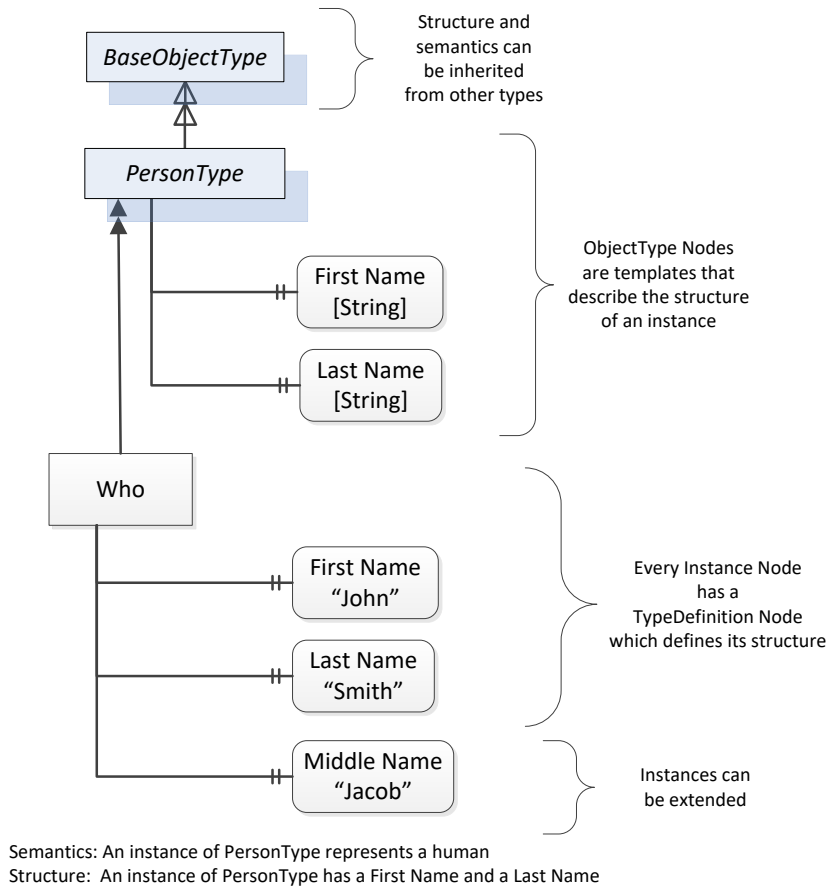 BaseObjectType
Structure and
semantics can
be inherited
from other types
PersonType
First Name
[String]
Last Name
[String]
ObjectType Nodes
are templates that
describe the structure
of an instance
Who
First Name
“John”
Last Name
“Smith”
Every Instance Node
has a
TypeDefinition Node
which defines its structure
Middle Name
“Jacob”
Instances can
be extended
Semantics: An instance of PersonType represents a human
Structure:  An instance of PersonType has a First Name and a Last Name